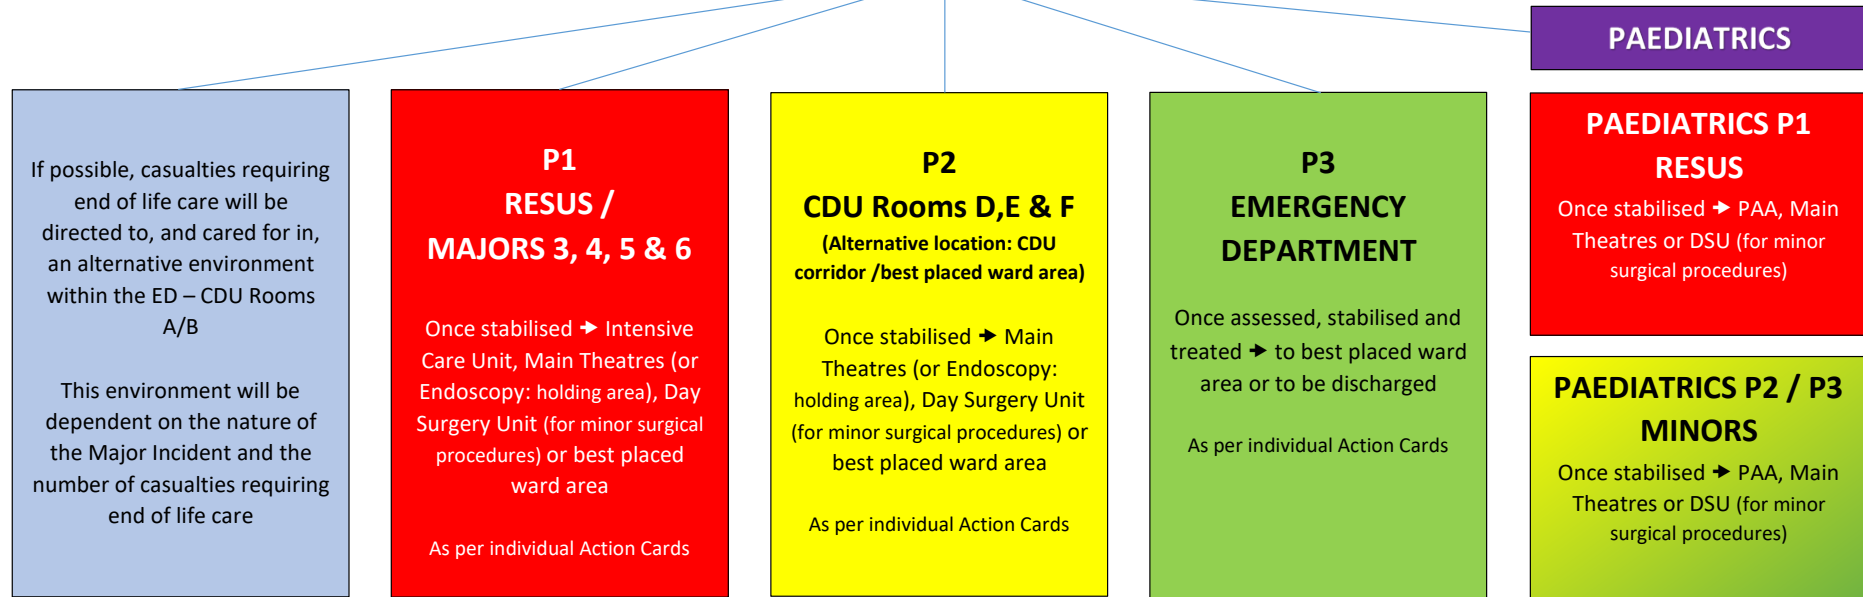 PAEDIATRICS
If possible, casualties requiring
end of life care will be
directed to, and cared for in,
an alternative environment
within the ED – CDU Rooms
A/B
This environment will be
dependent on the nature of
the Major Incident and the
number of casualties requiring
end of life care
P1
RESUS /
MAJORS 3, 4, 5 & 6
Once stabilised → Intensive
Care Unit, Main Theatres (or
Endoscopy: holding area), Day
Surgery Unit (for minor surgical
procedures) or best placed
ward area
As per individual Action Cards
P2
CDU Rooms D,E & F
(Alternative location: CDU
corridor /best placed ward area)
Once stabilised → Main
Theatres (or Endoscopy:
holding area), Day Surgery Unit
(for minor surgical procedures) or
best placed ward area
As per individual Action Cards
P3
EMERGENCY
DEPARTMENT
Once assessed, stabilised and
treated → to best placed ward
area or to be discharged
As per individual Action Cards
PAEDIATRICS P1
RESUS
Once stabilised → PAA, Main
Theatres or DSU (for minor
surgical procedures)
PAEDIATRICS P2 / P3
MINORS
Once stabilised → PAA, Main
Theatres or DSU (for minor
surgical procedures)